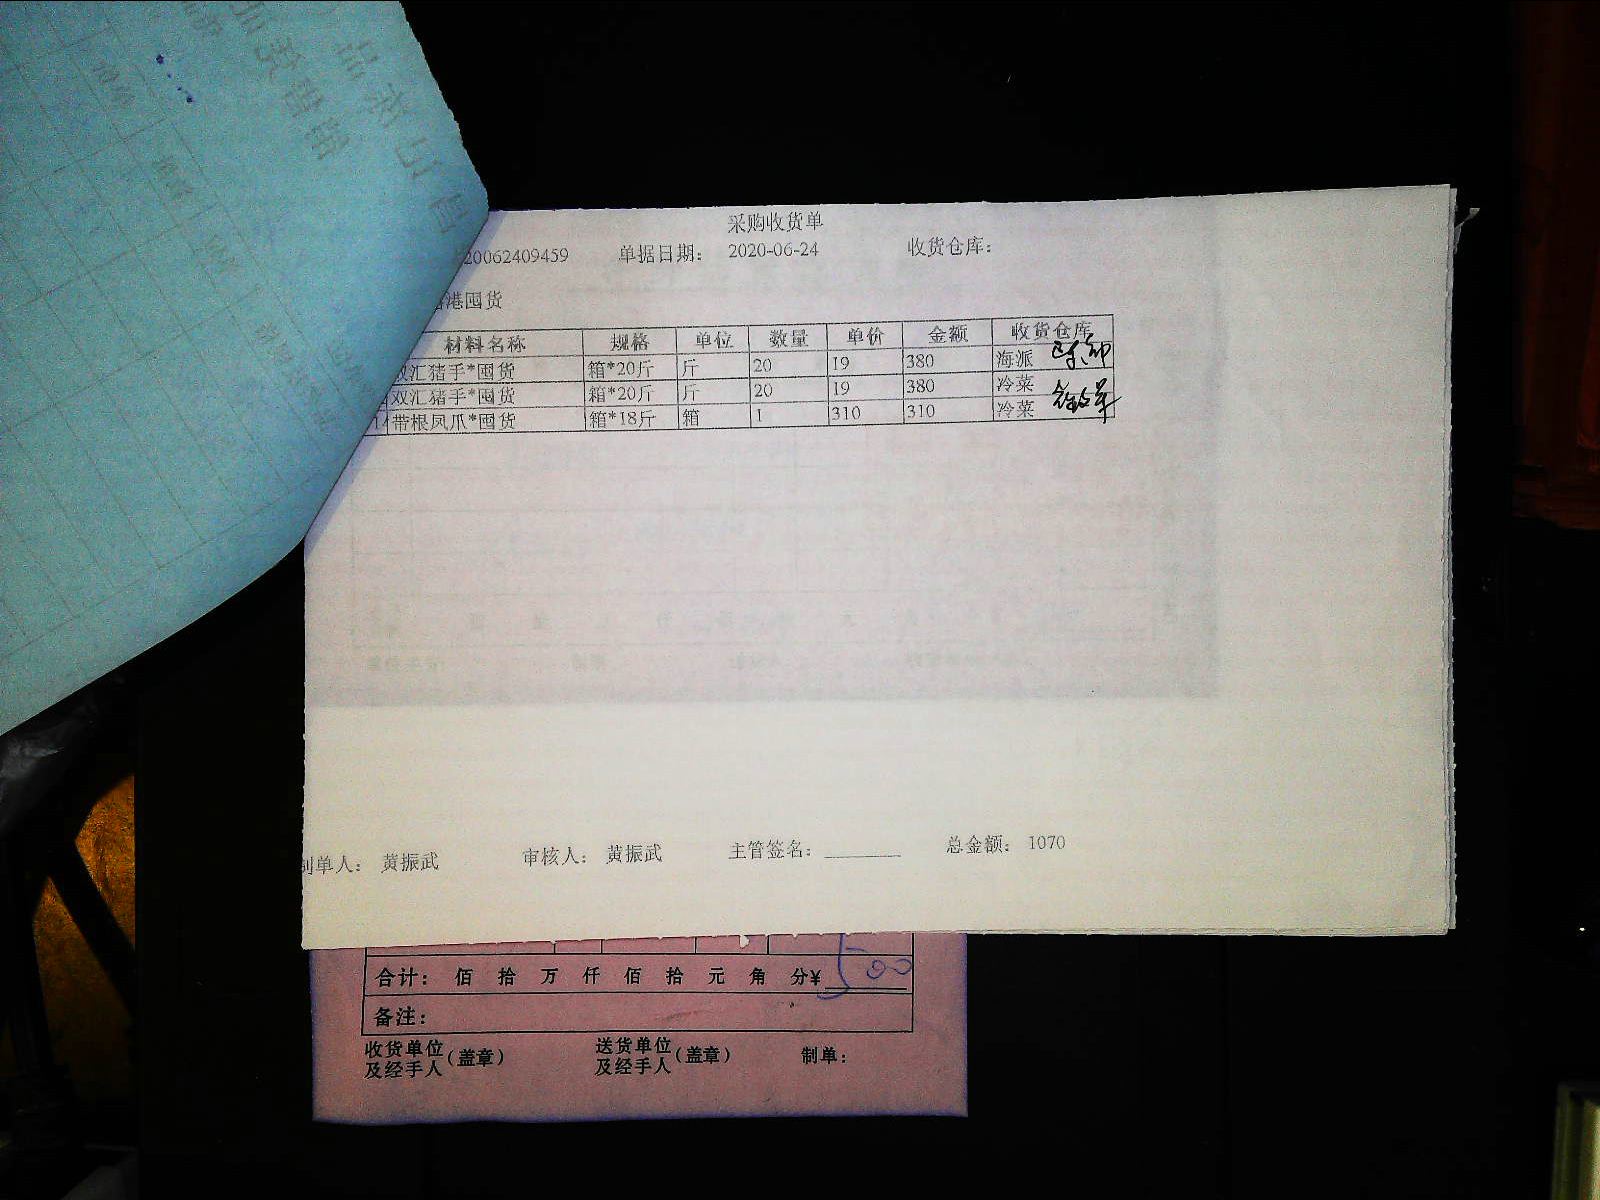 采购收货单
20062409459 单据日期： 2020-06-24 收货仓库：
港囤货
材料名称 规格 单位 数量 单价 金额 收货仓库
双汇猪手*囤货 箱*20斤 斤 20 19 380 海派
双汇猪手*囤货 箱*20斤 斤 20 19 380 冷菜
带根凤爪*囤货 箱*18斤 箱 1 310 310 冷菜
制单人： 黄振武 审核人： 黄振武 主管签名： 总金额： 1070
合计： 佰 拾 万 仟 佰 拾 元 角 分¥ 500
备注：
收货单位及经手人（盖章） 送货单位及经手人（盖章） 制单：